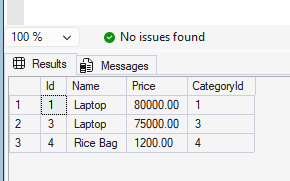 100 % No issues found
Results Messages
Id Name Price CategoryId
1 1 Laptop 80000.00 1
2 3 Laptop 75000.00 3
3 4 Rice Bag 1200.00 4